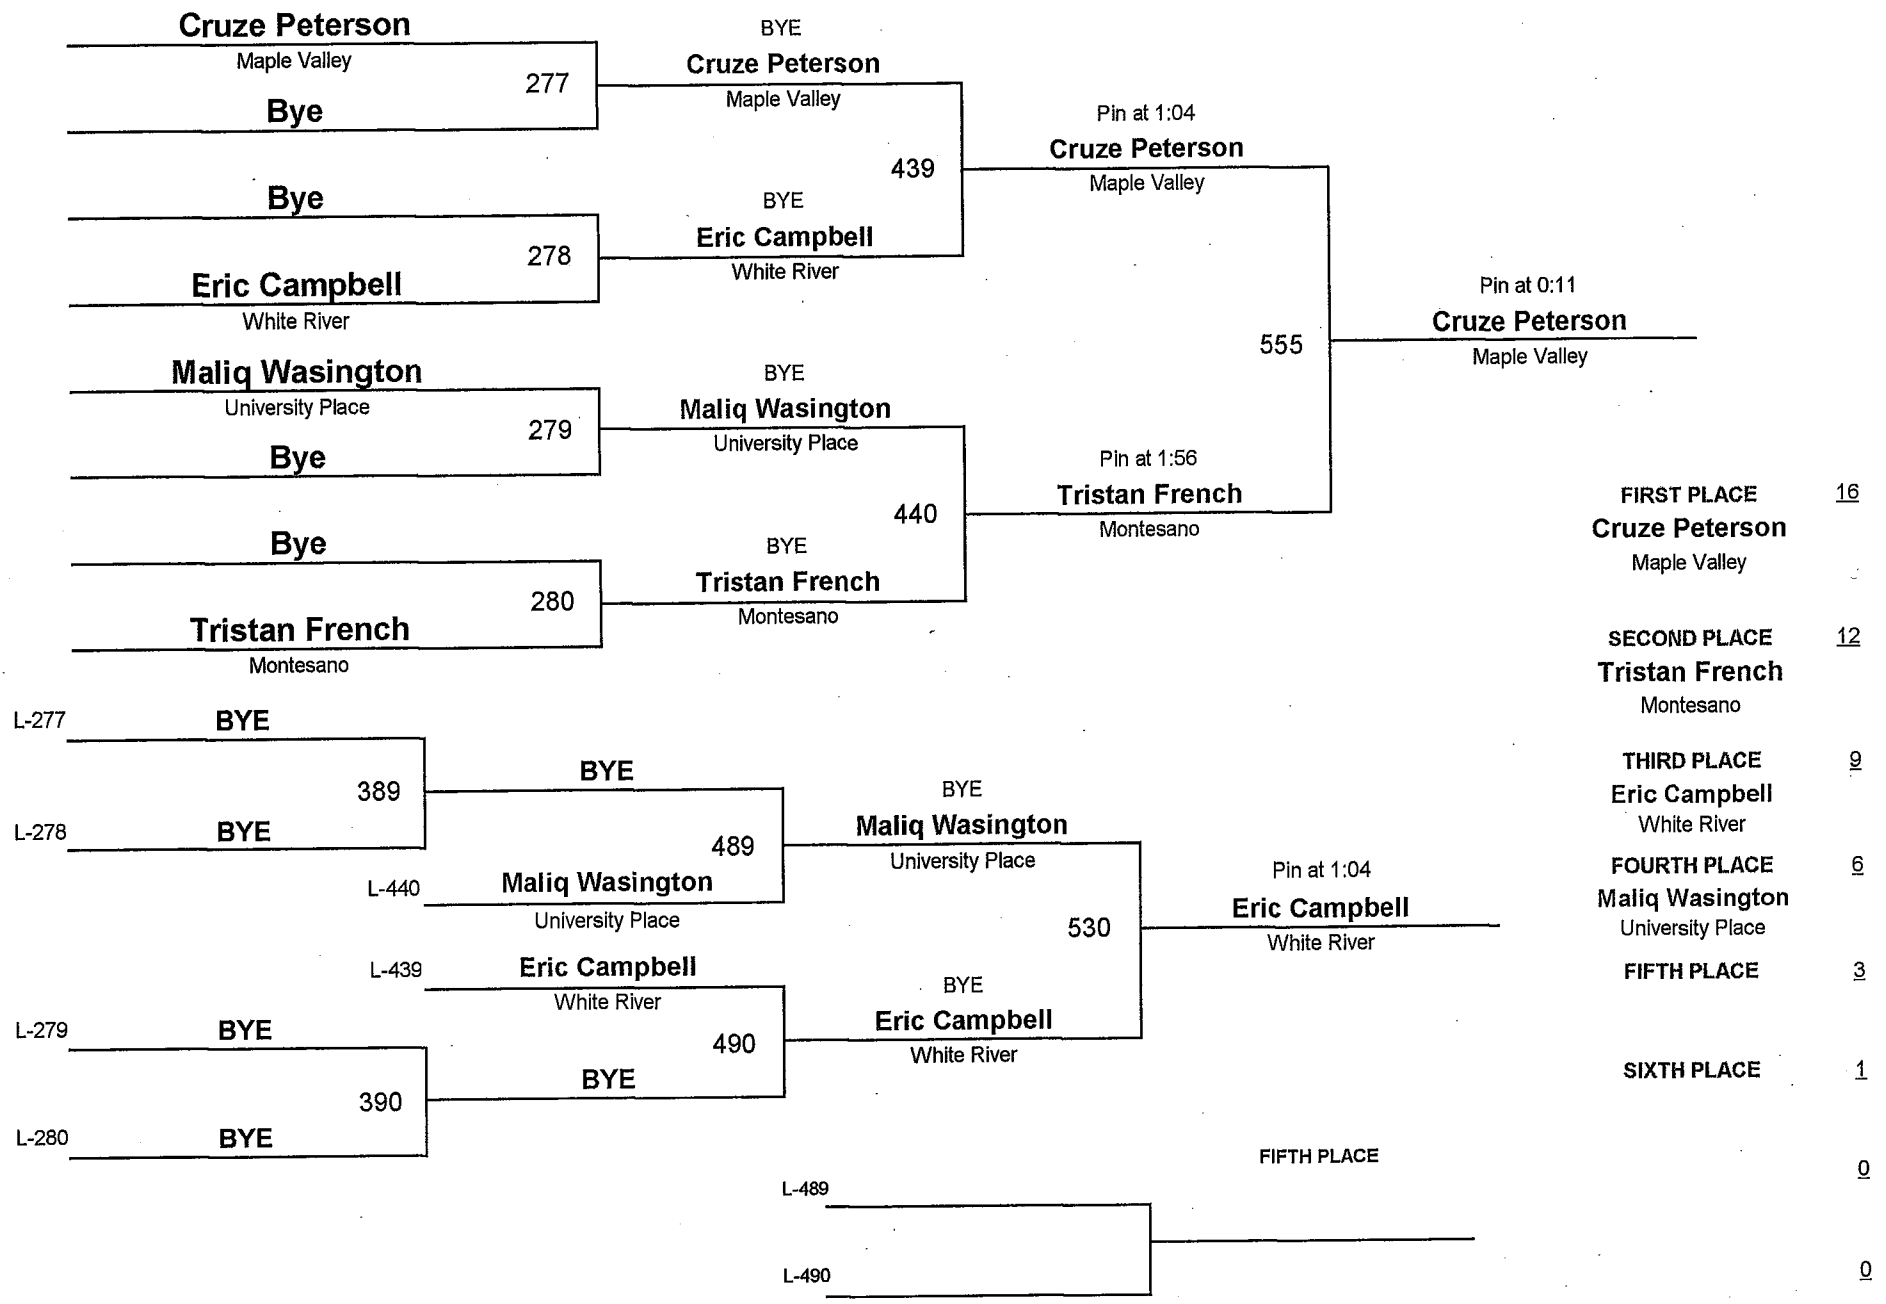 Cruze Peterson
Maple Valley
277
Bye
BYE
Cruze Peterson
Maple Valley
Bye
278
Eric Campbell
White River
BYE
Eric Campbell
White River
439
Pin at 1:04
Cruze Peterson
Maple Valley
Maliq Wasington
University Place
279
Bye
BYE
Maliq Wasington
University Place
Bye
280
Tristan French
Montesano
BYE
Tristan French
Montesano
440
Pin at 1:56
Tristan French
Montesano
555
Pin at 0:11
Cruze Peterson
Maple Valley
FIRST PLACE 16
Cruze Peterson
Maple Valley
SECOND PLACE 12
Tristan French
Montesano
THIRD PLACE 9
Eric Campbell
White River
FOURTH PLACE 6
Maliq Wasington
University Place
FIFTH PLACE 3
SIXTH PLACE 1
0
0
L-277 BYE
389
L-278 BYE
BYE
489
L-440 Maliq Wasington
University Place
BYE
Maliq Wasington
University Place
L-439 Eric Campbell
White River
490
L-279 BYE
390
L-280 BYE
BYE
BYE
Eric Campbell
White River
530
Pin at 1:04
Eric Campbell
White River
FIFTH PLACE
L-489
L-490